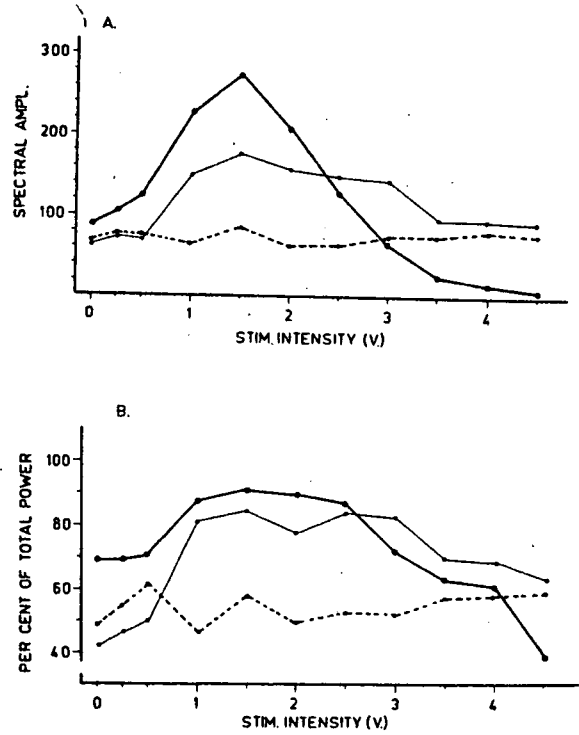 A.
300
200
100
SPECTRAL AMPL.
0 1 2 3 4
STIM. INTENSITY (V.)
B.
100
80
60
40
PER CENT OF TOTAL POWER
0 1 2 3 4
STIM. INTENSITY (V.)